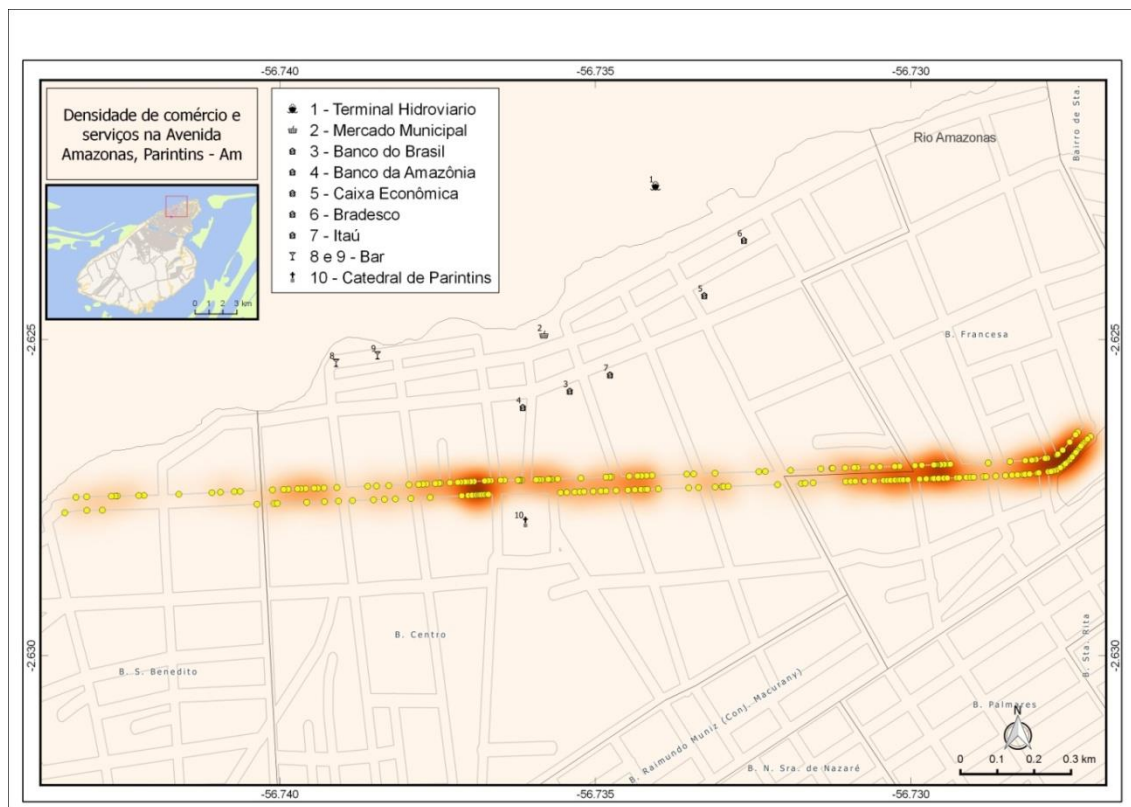 -56.740
-56.735
-56.730
Densidade de comércio e
serviços na Avenida
Amazonas, Parintins - Am
0 1 2 3 km
1 - Terminal Hidroviario
2 - Mercado Municipal
3 - Banco do Brasil
4 - Banco da Amazônia
5 - Caixa Econômica
6 - Bradesco
7 - Itaú
8 e 9 - Bar
10 - Catedral de Parintins
Rio Amazonas
Bairro de Sta.
1
6
5
2
9
8
7
3
4
10
-2.625
-2.625
B. Francesa
B. Centro
B. S. Benedito
-2.630
-2.630
B. Sta. Rita
B. Palmares
B. Raimundo Muniz (Conj. Macurany)
B. N. Sra. de Nazaré
N
0 0.1 0.2 0.3 km
-56.740
-56.735
-56.730